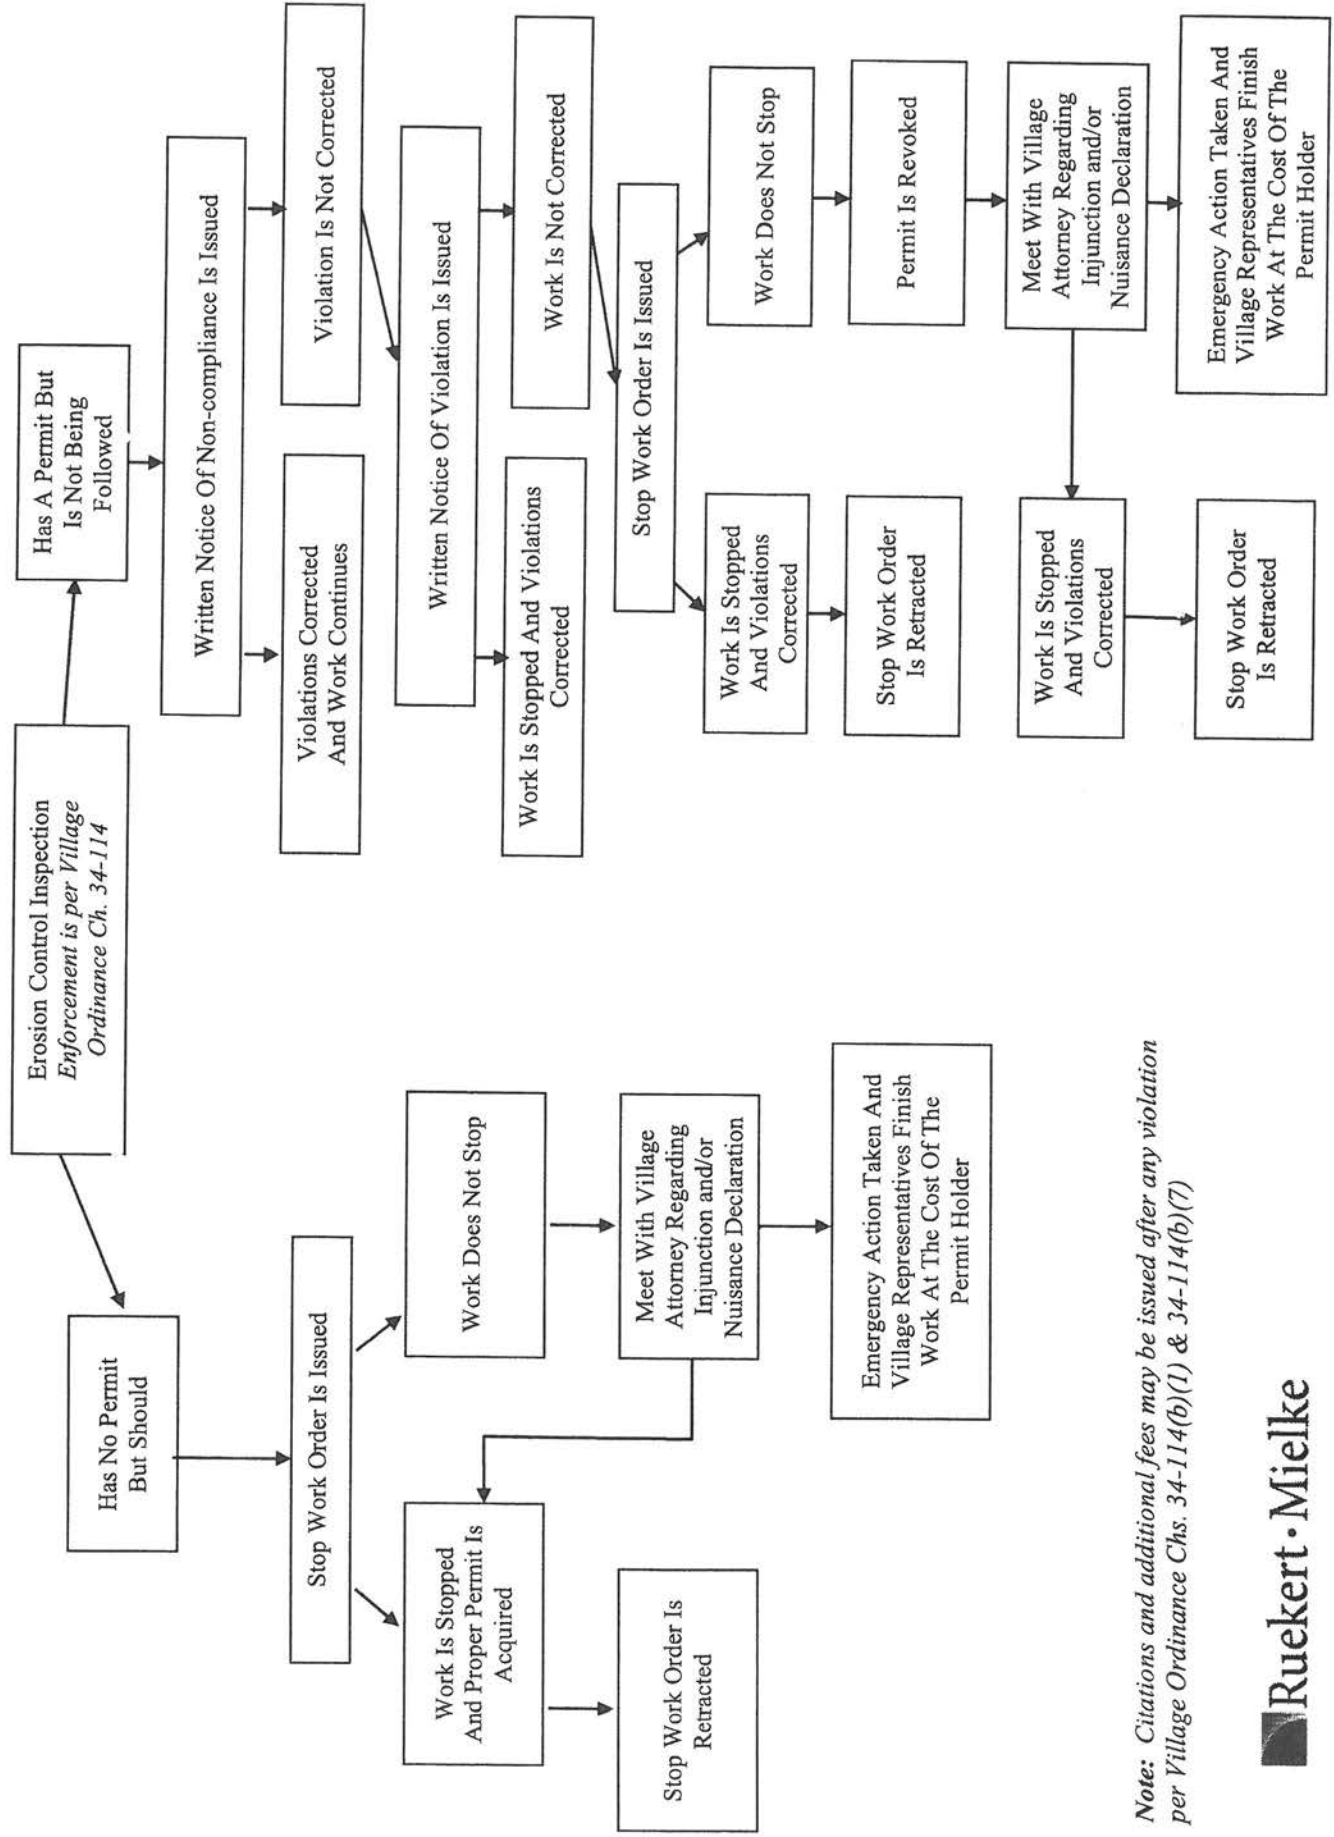 Erosion Control Inspection
Enforcement is per Village
Ordinance Ch. 34-114
Has No Permit
But Should
Stop Work Order Is Issued
Work Is Stopped
And Proper Permit Is
Acquired
Work Does Not Stop
Stop Work Order Is
Retracted
Meet With Village
Attorney Regarding
Injunction and/or
Nuisance Declaration
Emergency Action Taken And
Village Representatives Finish
Work At The Cost Of The
Permit Holder
Has A Permit But
Is Not Being
Followed
Written Notice Of Non-compliance Is Issued
Violations Corrected
And Work Continues
Violation Is Not Corrected
Written Notice Of Violation Is Issued
Work Is Stopped And Violations
Corrected
Work Is Not Corrected
Stop Work Order Is Issued
Work Is Stopped
And Violations
Corrected
Work Does Not Stop
Stop Work Order
Is Retracted
Permit Is Revoked
Meet With Village
Attorney Regarding
Injunction and/or
Nuisance Declaration
Work Is Stopped
And Violations
Corrected
Stop Work Order
Is Retracted
Emergency Action Taken And
Village Representatives Finish
Work At The Cost Of The
Permit Holder
Note: Citations and additional fees may be issued after any violation
per Village Ordinance Chs. 34-114(b)(1) & 34-114(b)(7)
Ruekert·Mielke